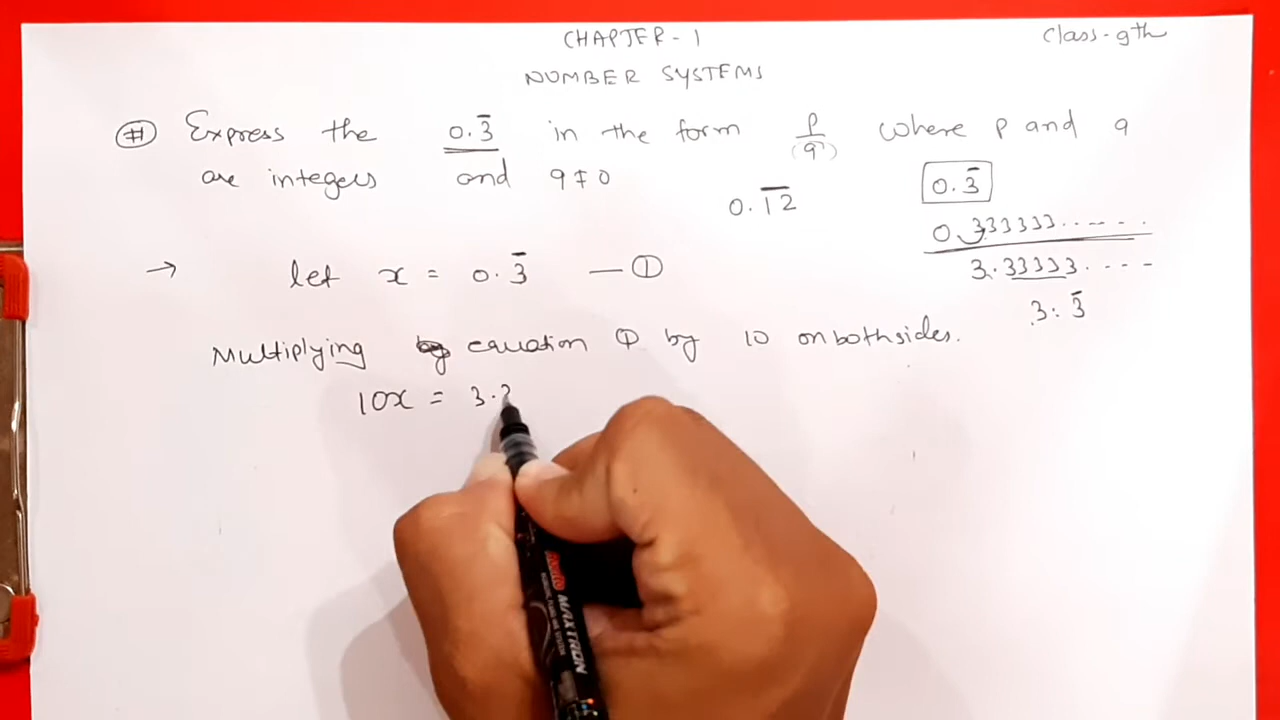 CHAPTER-1
Class-9th
NUMBER SYSTEMS
# Express the 0.3̅ in the form p/q where p and q
are integers and q≠0
0.1̅2̅
0.3̅
0.333333.......
3.33333.....
3.3̅
→ let x = 0.3̅ —①
Multiplying equation ① by 10 on both sides.
10x = 3.3
MAXTRON